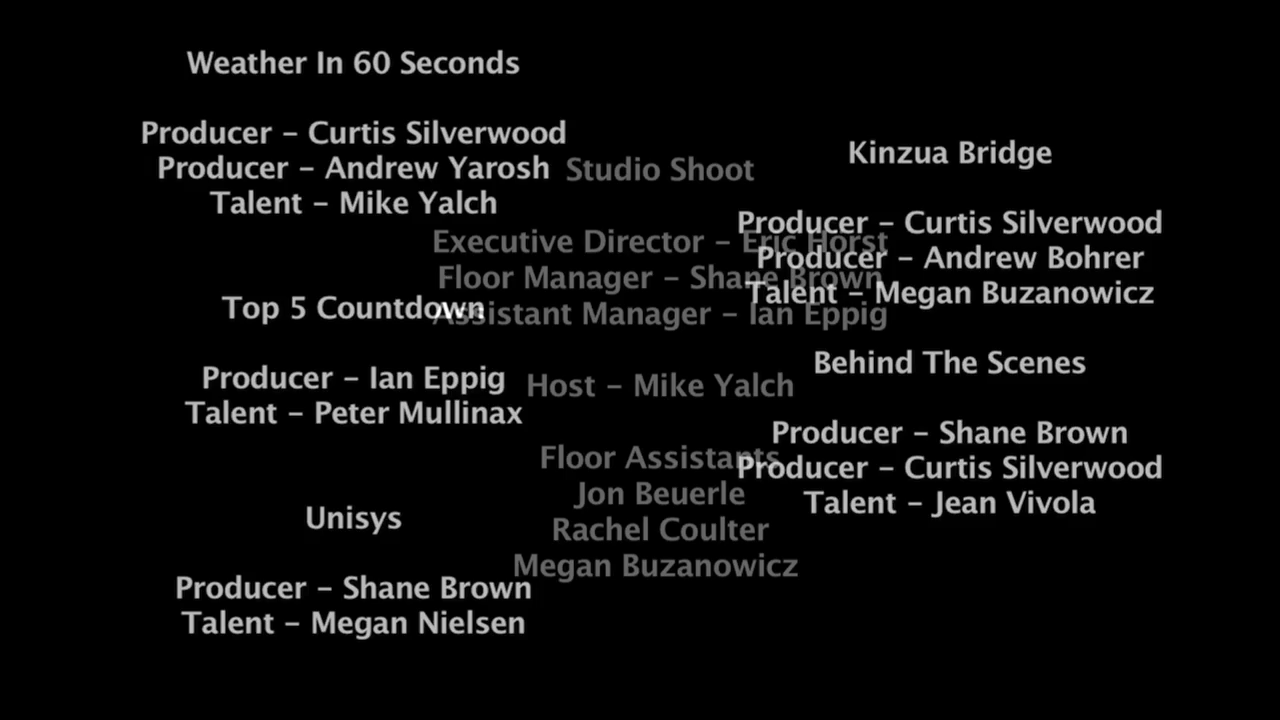 Weather In 60 Seconds
Producer – Curtis Silverwood
Producer – Andrew Yarosh
Talent – Mike Yalch
Top 5 Countdown
Producer – Ian Eppig
Talent – Peter Mullinax
Unisys
Producer – Shane Brown
Talent – Megan Nielsen
Studio Shoot
Executive Director – Eric Horst
Floor Manager – Shane Brown
Assistant Manager – Ian Eppig
Host – Mike Yalch
Floor Assistants
Jon Beuerle
Rachel Coulter
Megan Buzanowicz
Kinzua Bridge
Producer – Curtis Silverwood
Producer – Andrew Bohrer
Talent – Megan Buzanowicz
Behind The Scenes
Producer – Shane Brown
Producer – Curtis Silverwood
Talent – Jean Vivola